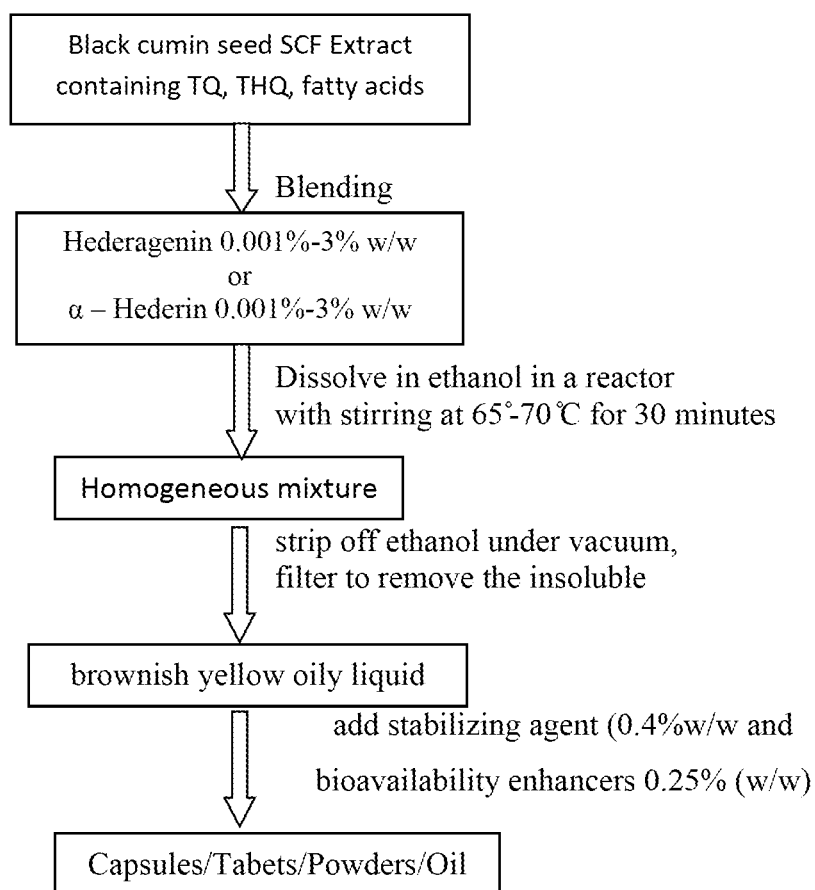 Black cumin seed SCF Extract
containing TQ, THQ, fatty acids
Blending
Hederagenin 0.001%-3% w/w
or
α – Hederin 0.001%-3% w/w
Dissolve in ethanol in a reactor
with stirring at 65°-70℃ for 30 minutes
Homogeneous mixture
strip off ethanol under vacuum,
filter to remove the insoluble
brownish yellow oily liquid
add stabilizing agent (0.4%w/w and
bioavailability enhancers 0.25% (w/w)
Capsules/Tabets/Powders/Oil